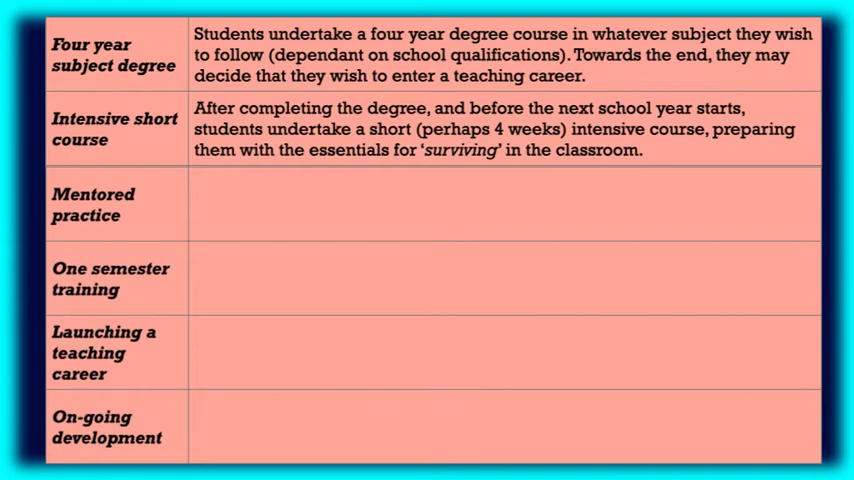 Four year
subject degree
Students undertake a four year degree course in whatever subject they wish
to follow (dependant on school qualifications). Towards the end, they may
decide that they wish to enter a teaching career.
Intensive short
course
After completing the degree, and before the next school year starts,
students undertake a short (perhaps 4 weeks) intensive course, preparing
them with the essentials for ‘surviving’ in the classroom.
Mentored
practice
One semester
training
Launching a
teaching
career
On-going
development